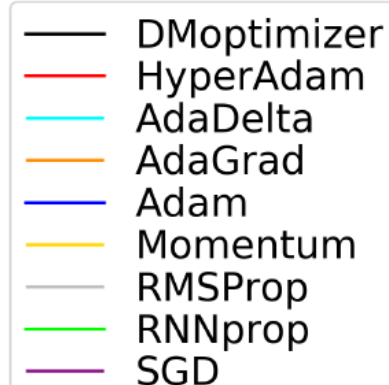 DMoptimizer
HyperAdam
AdaDelta
AdaGrad
Adam
Momentum
RMSProp
RNNprop
SGD